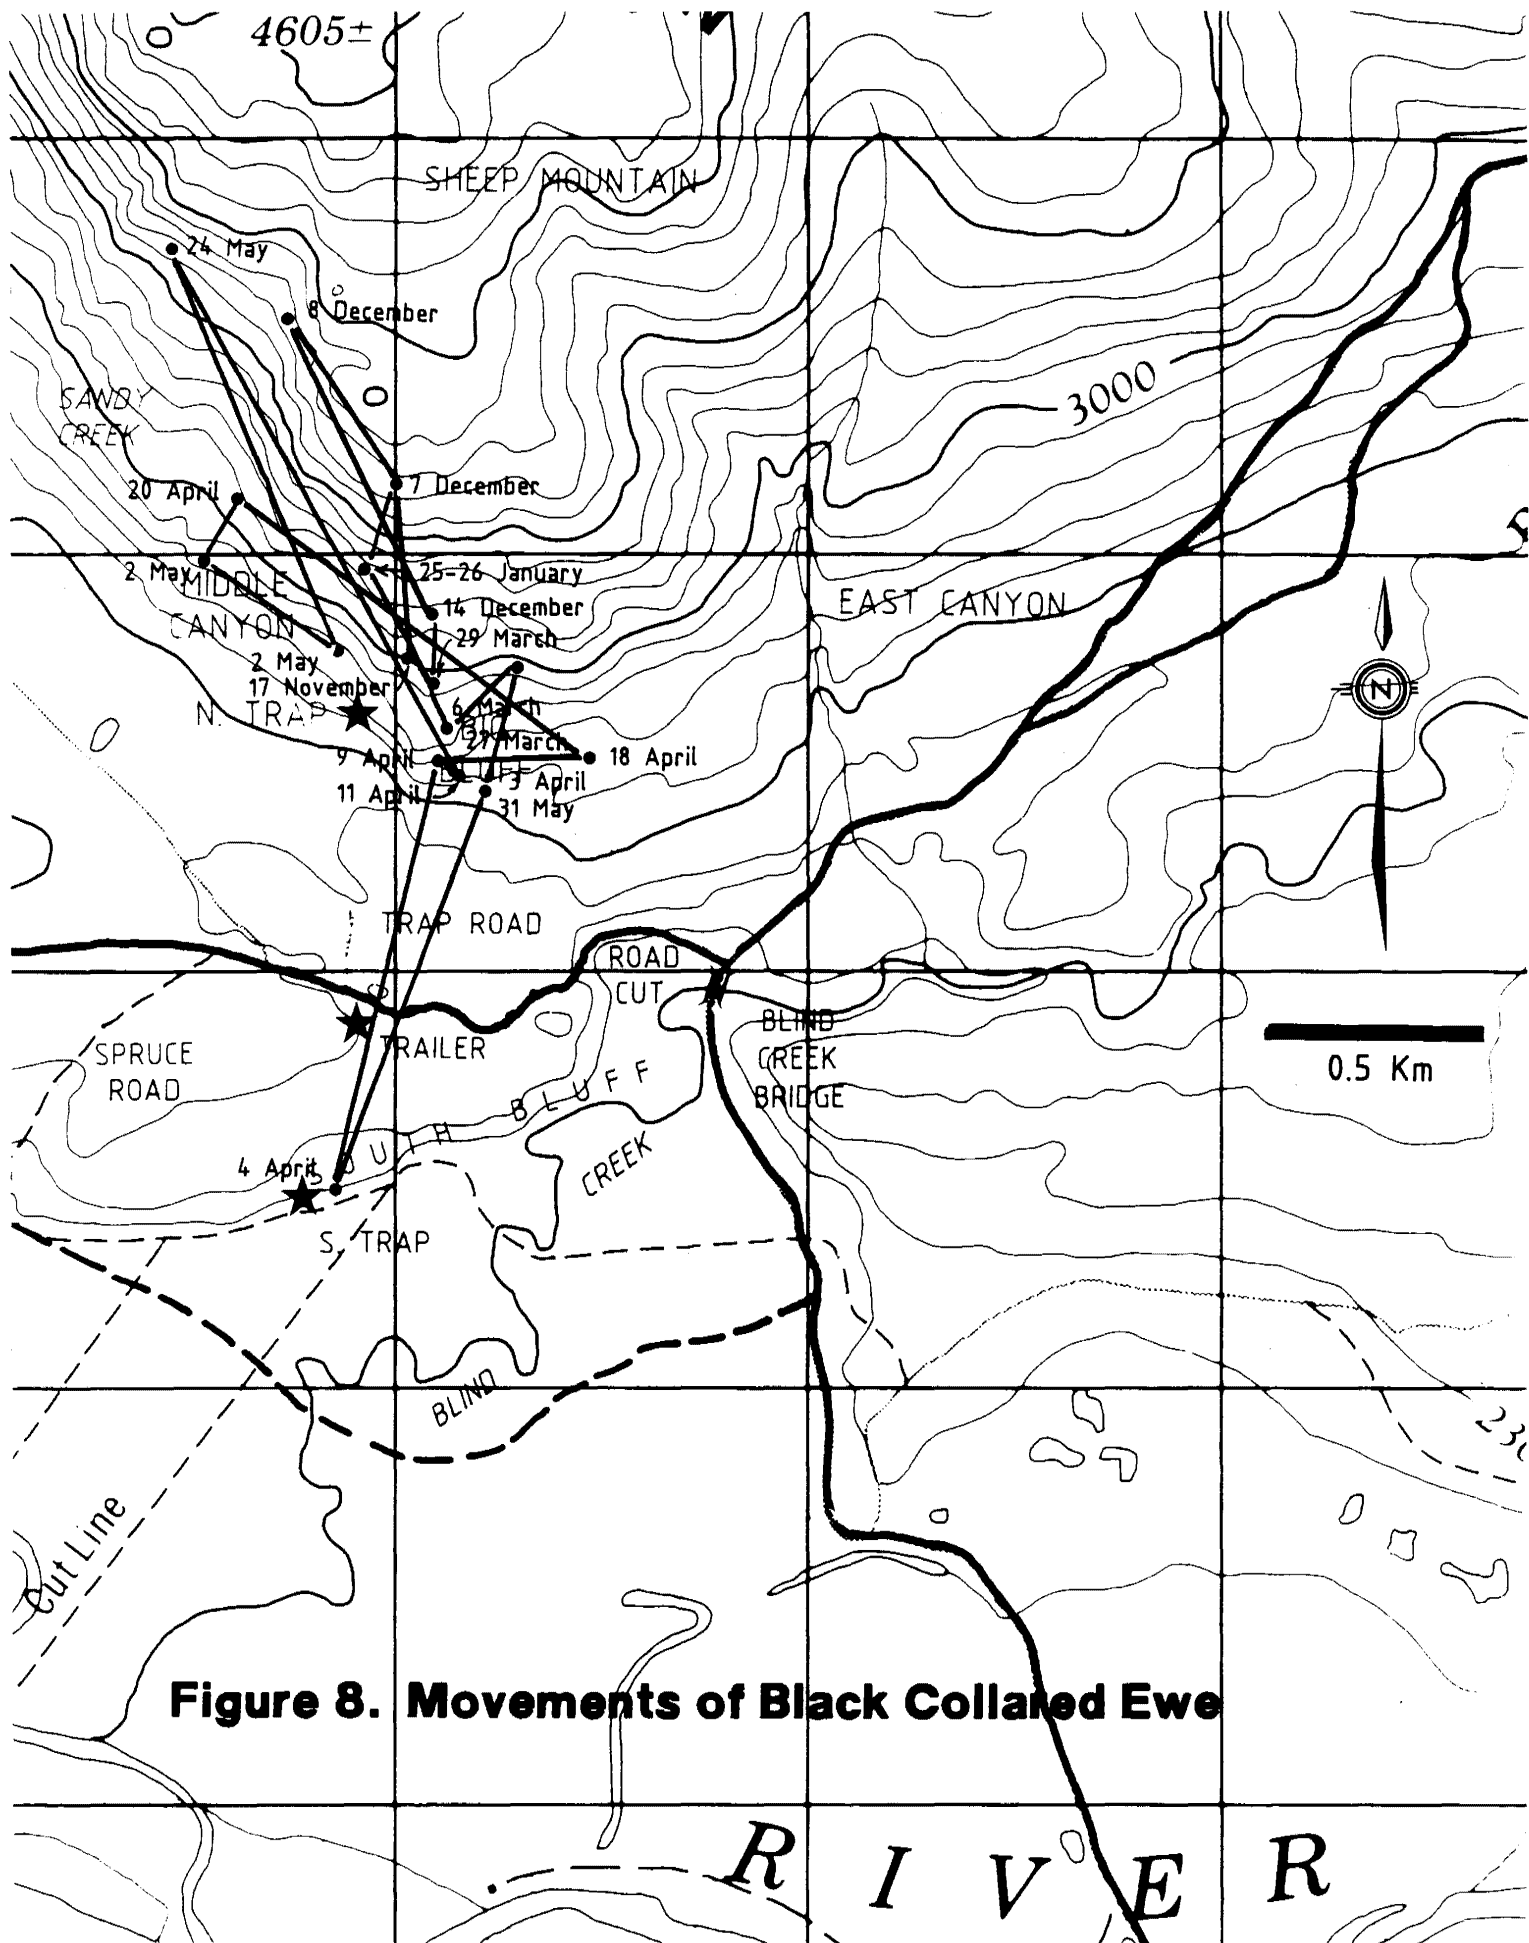 4605±
SHEEP MOUNTAIN
24 May
8 December
3000
SANDY
CREEK
20 April
7 December
2 May
MIDDLE
CANYON
25-26 January
14 December
EAST CANYON
29 March
2 May
17 November
N. TRAP
6 March
BIG
27 March
9 April
18 April
BLUFF
3 April
11 April
31 May
N
TRAP ROAD
ROAD
CUT
TRAILER
BLIND
CREEK
BRIDGE
0.5 Km
SPRUCE
ROAD
SOUTH BLUFF
4 April
CREEK
S. TRAP
BLIND
Cut Line
Figure 8. Movements of Black Collared Ewe
RIVER